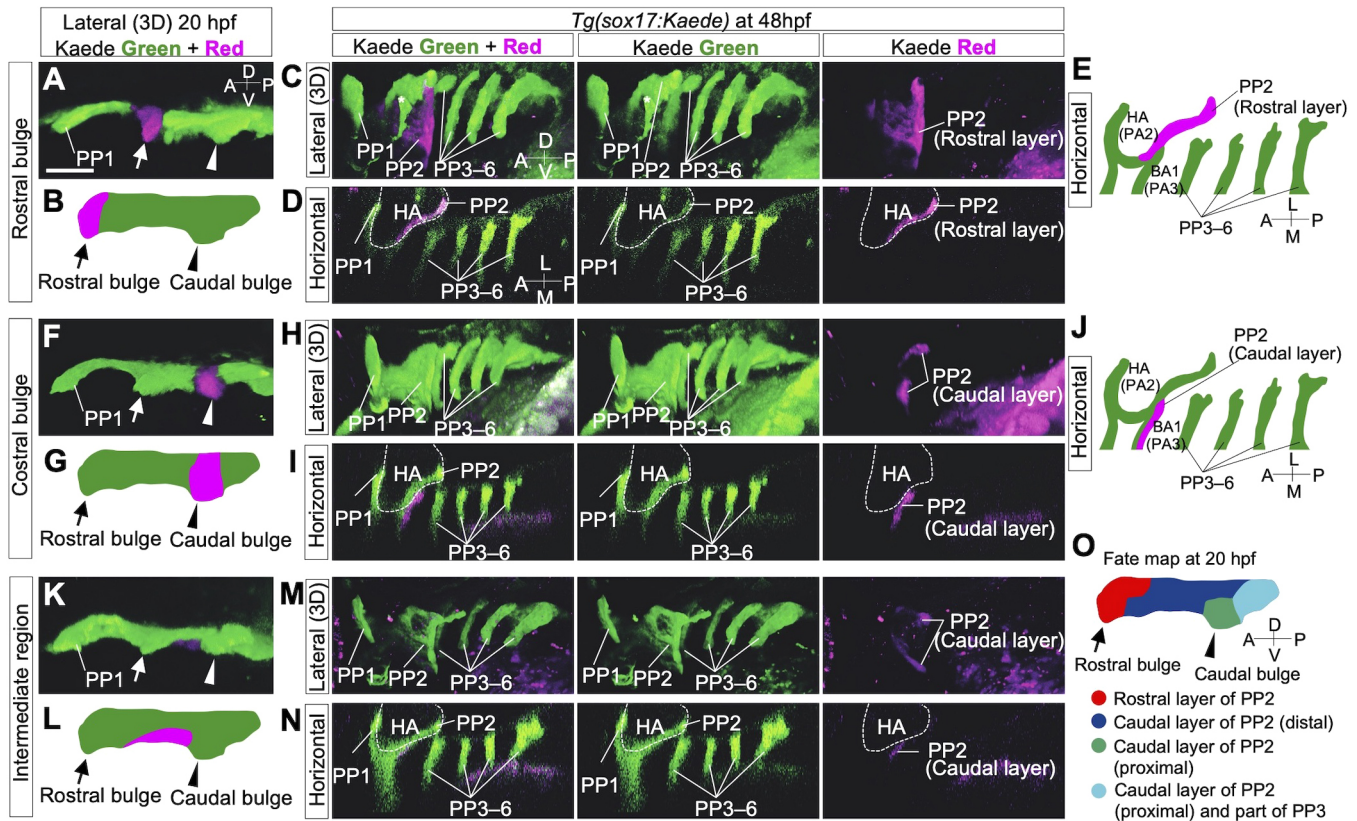 Lateral (3D) 20 hpf
Kaede Green + Red
Tg(sox17:Kaede) at 48hpf
Kaede Green + Red
Kaede Green
Kaede Red
Rostral bulge
A
D
A P
V
PP1
B
Rostral bulge
Caudal bulge
C
Lateral (3D)
*
PP1
PP2
PP3–6
D
A P
V
*
PP1
PP2
PP3–6
PP2
(Rostral layer)
D
Horizontal
HA
PP2
PP1
PP3–6
L
A P
M
HA
PP2
PP1
PP3–6
HA
PP2
(Rostral layer)
E
Horizontal
HA
(PA2)
PP2
(Rostral layer)
BA1
(PA3)
PP3–6
L
A P
M
Costral bulge
F
PP1
G
Rostral bulge
Caudal bulge
H
Lateral (3D)
PP1
PP2
PP3–6
PP1
PP2
PP3–6
PP2
(Caudal layer)
I
Horizontal
HA
PP2
PP1
PP3–6
HA
PP2
PP1
PP3–6
HA
PP2
(Caudal layer)
J
Horizontal
HA
(PA2)
PP2
(Caudal layer)
BA1
(PA3)
PP3–6
L
A P
M
Intermediate region
K
PP1
L
Rostral bulge
Caudal bulge
M
Lateral (3D)
PP1
PP2
PP3–6
PP1
PP2
PP3–6
PP2
(Caudal layer)
N
Horizontal
HA
PP2
PP1
PP3–6
HA
PP2
PP1
PP3–6
HA
PP2
(Caudal layer)
O
Fate map at 20 hpf
D
A P
V
Rostral bulge
Caudal bulge
Rostral layer of PP2
Caudal layer of PP2 (distal)
Caudal layer of PP2
(proximal)
Caudal layer of PP2
(proximal) and part of PP3